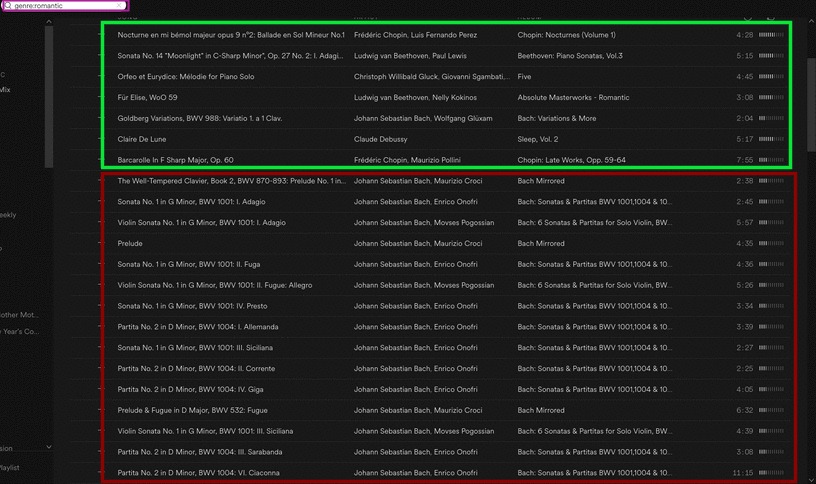 genre:romantic
Nocturne en mi bémol majeur opus 9 nº2: Ballade en Sol Mineur No.1 Frédéric Chopin, Luis Fernando Perez Chopin: Nocturnes (Volume 1) 4:28
Sonata No. 14 "Moonlight" in C-Sharp Minor", Op. 27 No. 2: I. Adagi... Ludwig van Beethoven, Paul Lewis Beethoven: Piano Sonatas, Vol.3 5:15
Orfeo et Eurydice: Mélodie for Piano Solo Christoph Willibald Gluck, Giovanni Sgambati,... Five 4:45
Für Elise, WoO 59 Ludwig van Beethoven, Nelly Kokinos Absolute Masterworks - Romantic 3:08
C Goldberg Variations, BWV 988: Variatio 1. a 1 Clav. Johann Sebastian Bach, Wolfgang Glüxam Bach: Variations & More 2:04
Mix Claire De Lune Claude Debussy Sleep, Vol. 2 5:17
Barcarolle In F Sharp Major, Op. 60 Frédéric Chopin, Maurizio Pollini Chopin: Late Works, Opp. 59-64 7:55
The Well-Tempered Clavier, Book 2, BWV 870-893: Prelude No. 1 in... Johann Sebastian Bach, Maurizio Croci Bach Mirrored 2:38
Sonata No. 1 in G Minor, BWV 1001: I. Adagio Johann Sebastian Bach, Enrico Onofri Bach: Sonatas & Partitas BWV 1001,1004 & 10... 2:45
eekly Violin Sonata No. 1 in G Minor, BWV 1001: I. Adagio Johann Sebastian Bach, Movses Pogossian Bach: 6 Sonatas & Partitas for Solo Violin, BW... 5:57
Prelude Johann Sebastian Bach, Maurizio Croci Bach Mirrored 4:35
Sonata No. 1 in G Minor, BWV 1001: II. Fuga Johann Sebastian Bach, Enrico Onofri Bach: Sonatas & Partitas BWV 1001,1004 & 10... 4:36
Violin Sonata No. 1 in G Minor, BWV 1001: II. Fugue: Allegro Johann Sebastian Bach, Movses Pogossian Bach: 6 Sonatas & Partitas for Solo Violin, BW... 5:26
other Mot... Sonata No. 1 in G Minor, BWV 1001: IV. Presto Johann Sebastian Bach, Enrico Onofri Bach: Sonatas & Partitas BWV 1001,1004 & 10... 3:34
Year's Co... Partita No. 2 in D Minor, BWV 1004: I. Allemanda Johann Sebastian Bach, Enrico Onofri Bach: Sonatas & Partitas BWV 1001,1004 & 10... 3:39
Sonata No. 1 in G Minor, BWV 1001: III. Siciliana Johann Sebastian Bach, Enrico Onofri Bach: Sonatas & Partitas BWV 1001,1004 & 10... 2:27
Partita No. 2 in D Minor, BWV 1004: II. Corrente Johann Sebastian Bach, Enrico Onofri Bach: Sonatas & Partitas BWV 1001,1004 & 10... 2:25
Partita No. 2 in D Minor, BWV 1004: IV. Giga Johann Sebastian Bach, Enrico Onofri Bach: Sonatas & Partitas BWV 1001,1004 & 10... 4:05
Prelude & Fugue in D Major, BWV 532: Fugue Johann Sebastian Bach, Maurizio Croci Bach Mirrored 6:32
Violin Sonata No. 1 in G Minor, BWV 1001: III. Siciliana Johann Sebastian Bach, Movses Pogossian Bach: 6 Sonatas & Partitas for Solo Violin, BW... 4:39
sion Partita No. 2 in D Minor, BWV 1004: III. Sarabanda Johann Sebastian Bach, Enrico Onofri Bach: Sonatas & Partitas BWV 1001,1004 & 10... 3:08
laylist Partita No. 2 in D Minor, BWV 1004: VI. Ciaconna Johann Sebastian Bach, Enrico Onofri Bach: Sonatas & Partitas BWV 1001,1004 & 10... 11:15